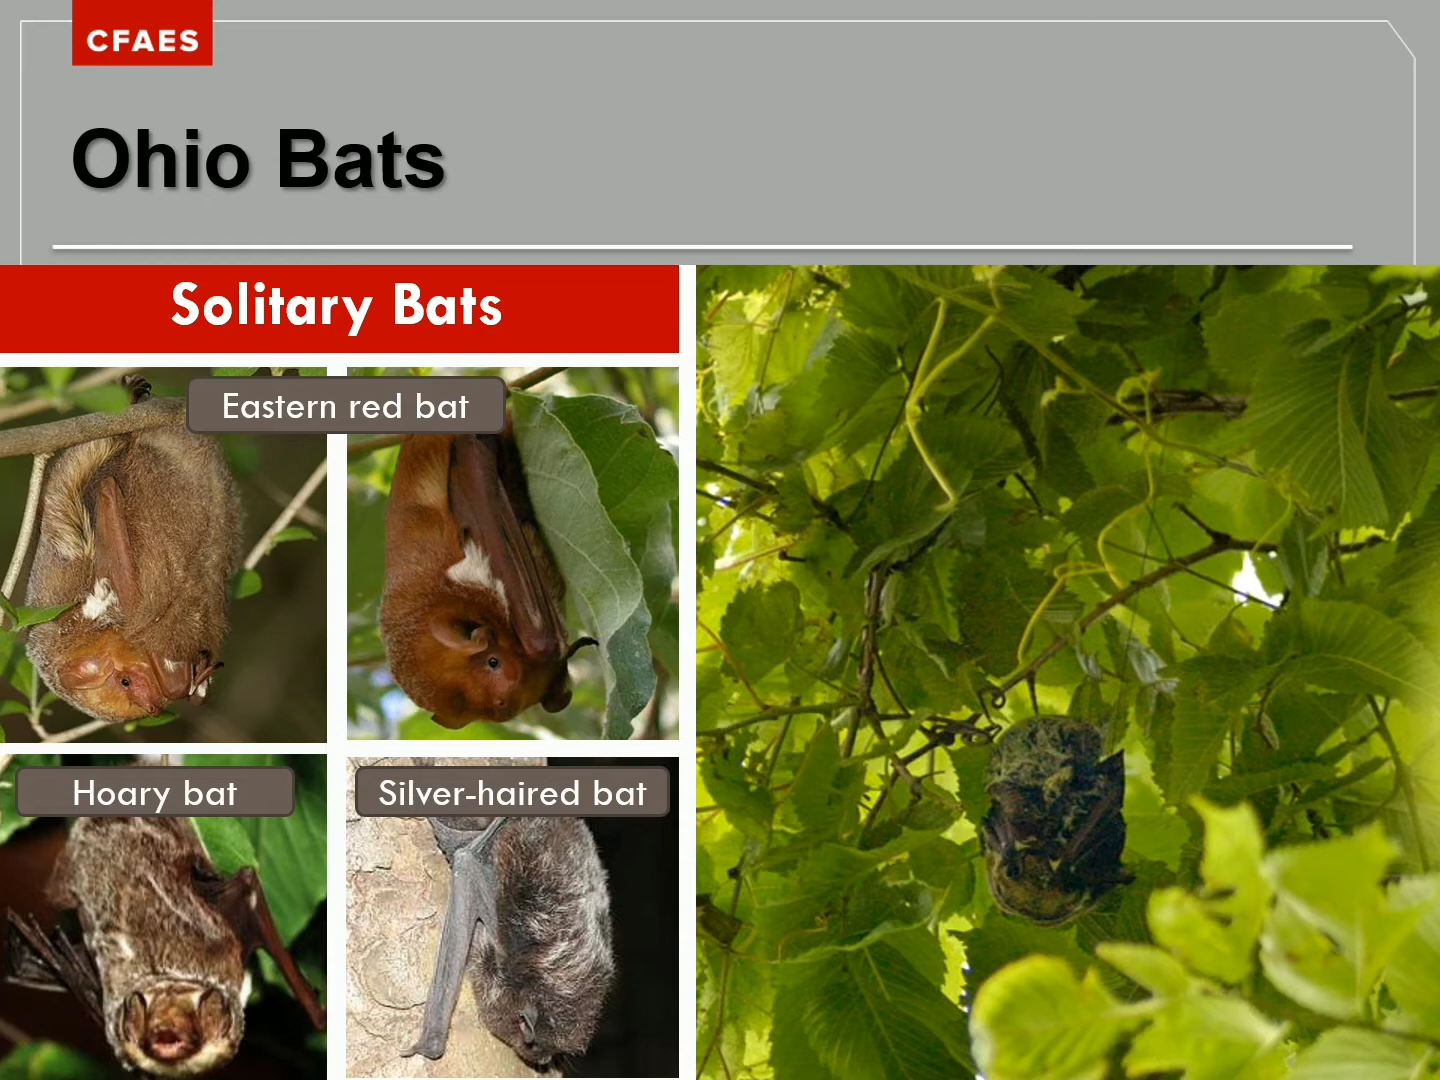 CFAES
Ohio Bats
Solitary Bats
Eastern red bat
Hoary bat
Silver-haired bat